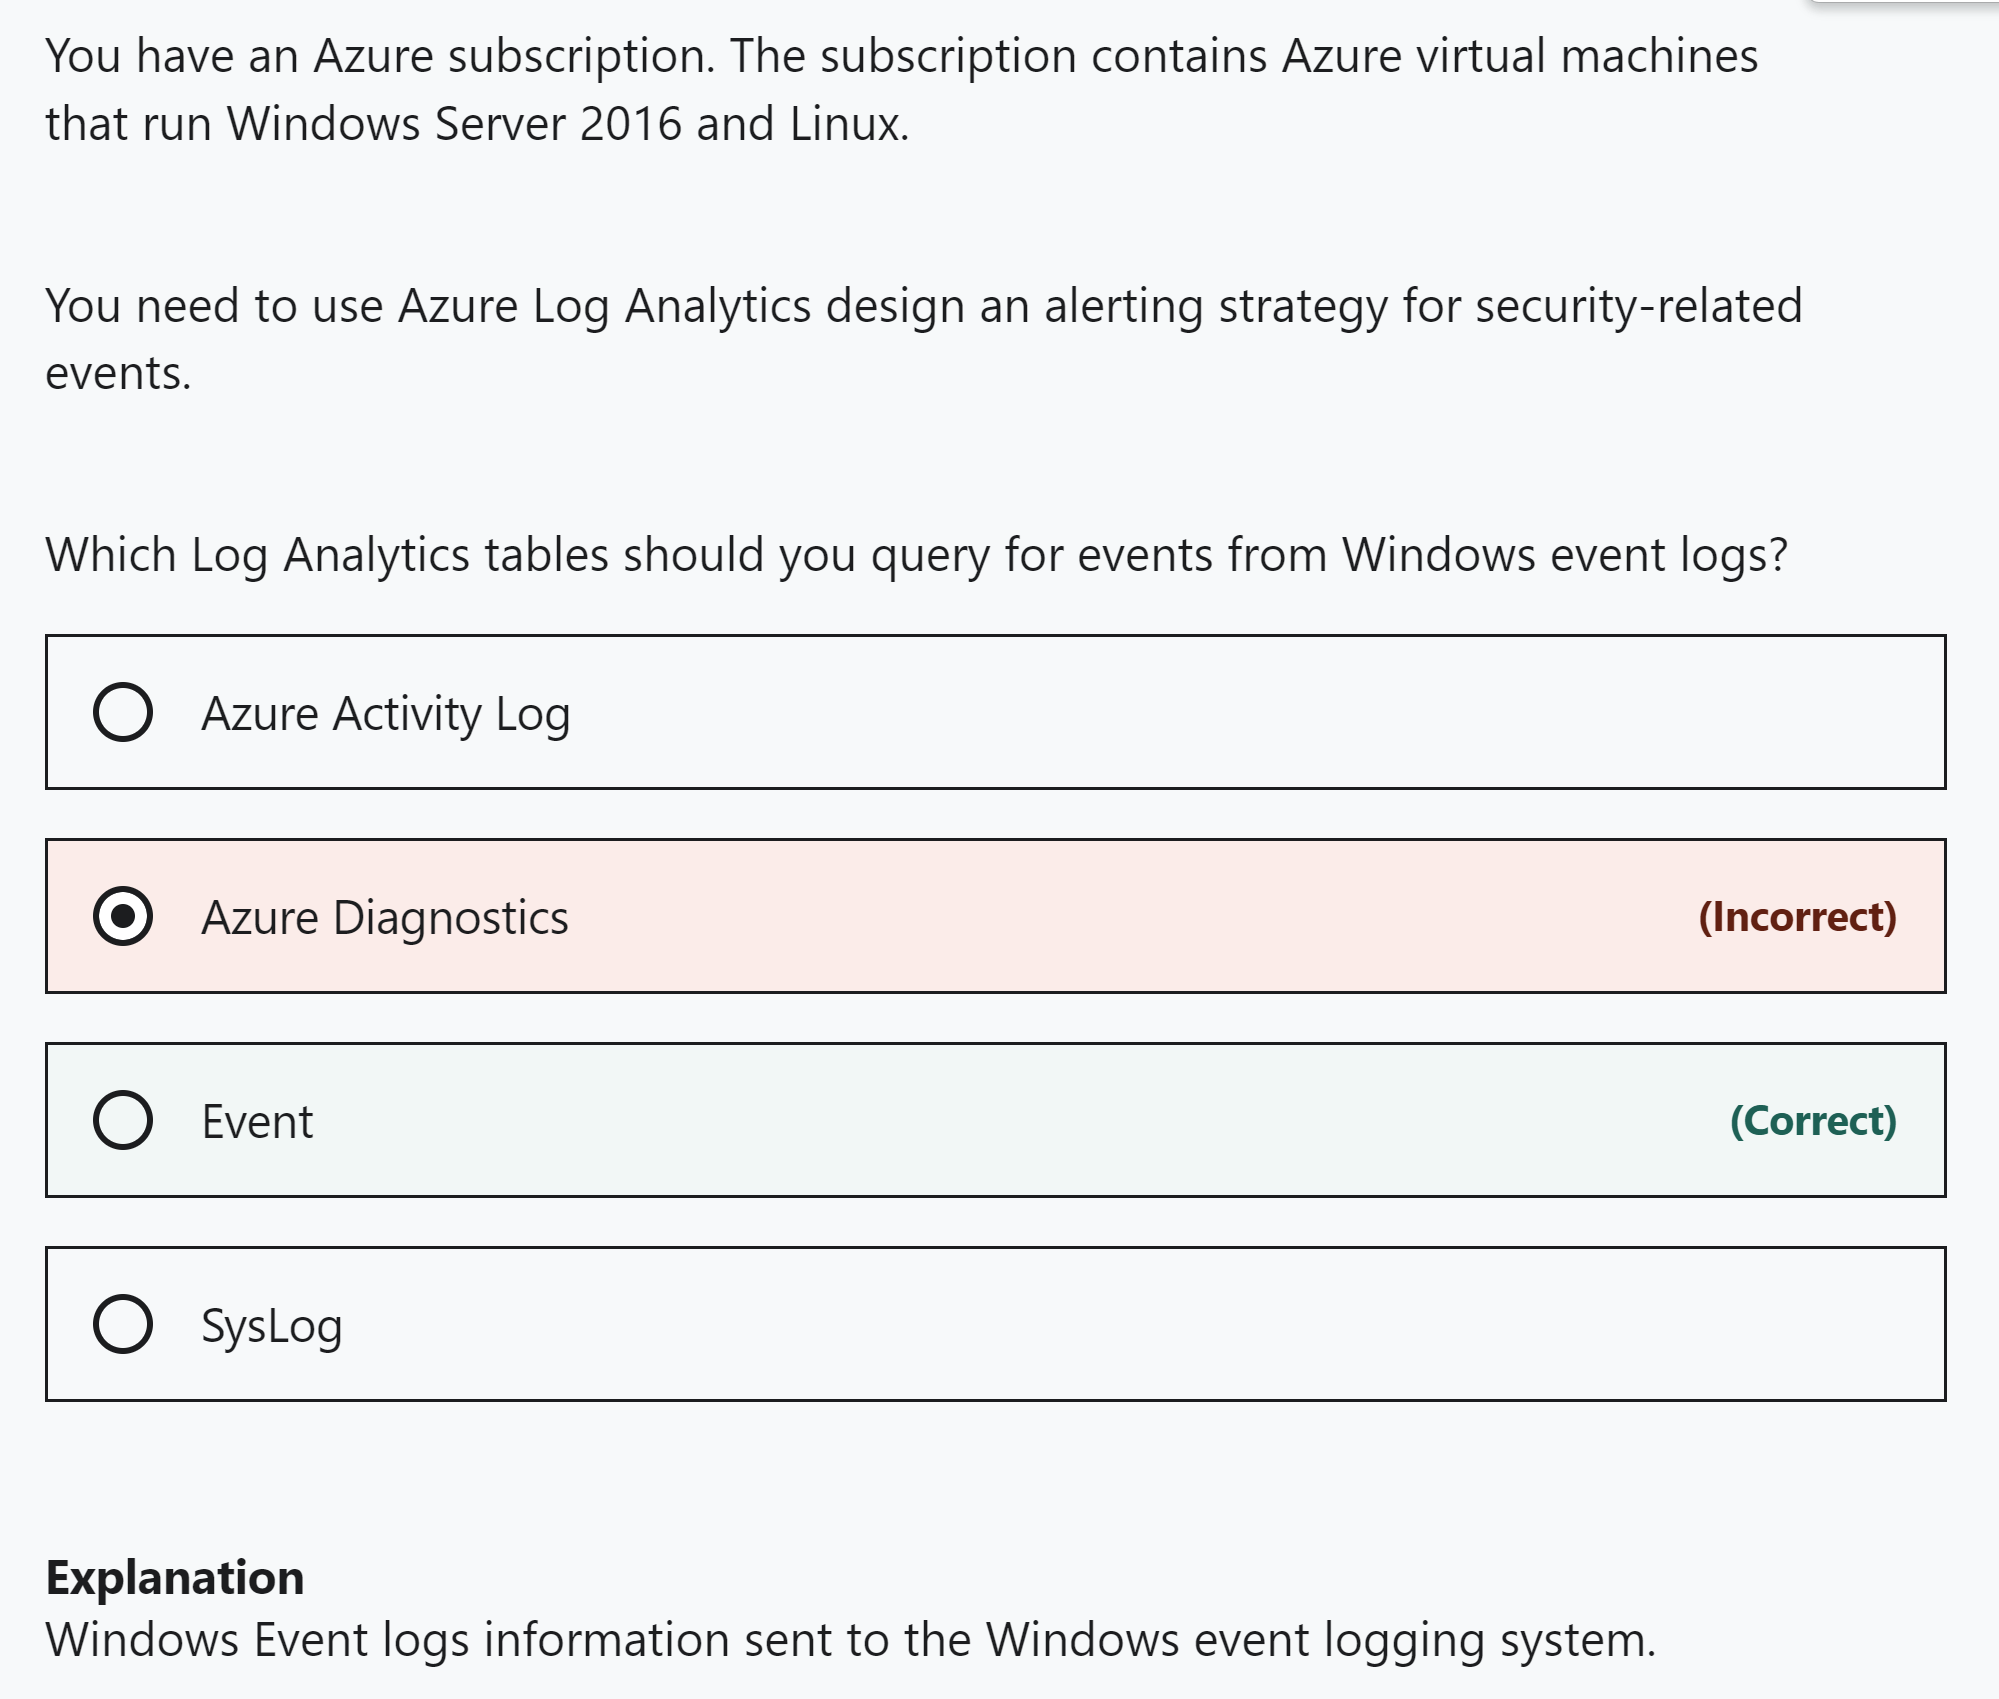 You have an Azure subscription. The subscription contains Azure virtual machines
that run Windows Server 2016 and Linux.
You need to use Azure Log Analytics design an alerting strategy for security-related
events.
Which Log Analytics tables should you query for events from Windows event logs?
Azure Activity Log
Azure Diagnostics (Incorrect)
Event (Correct)
SysLog
Explanation
Windows Event logs information sent to the Windows event logging system.